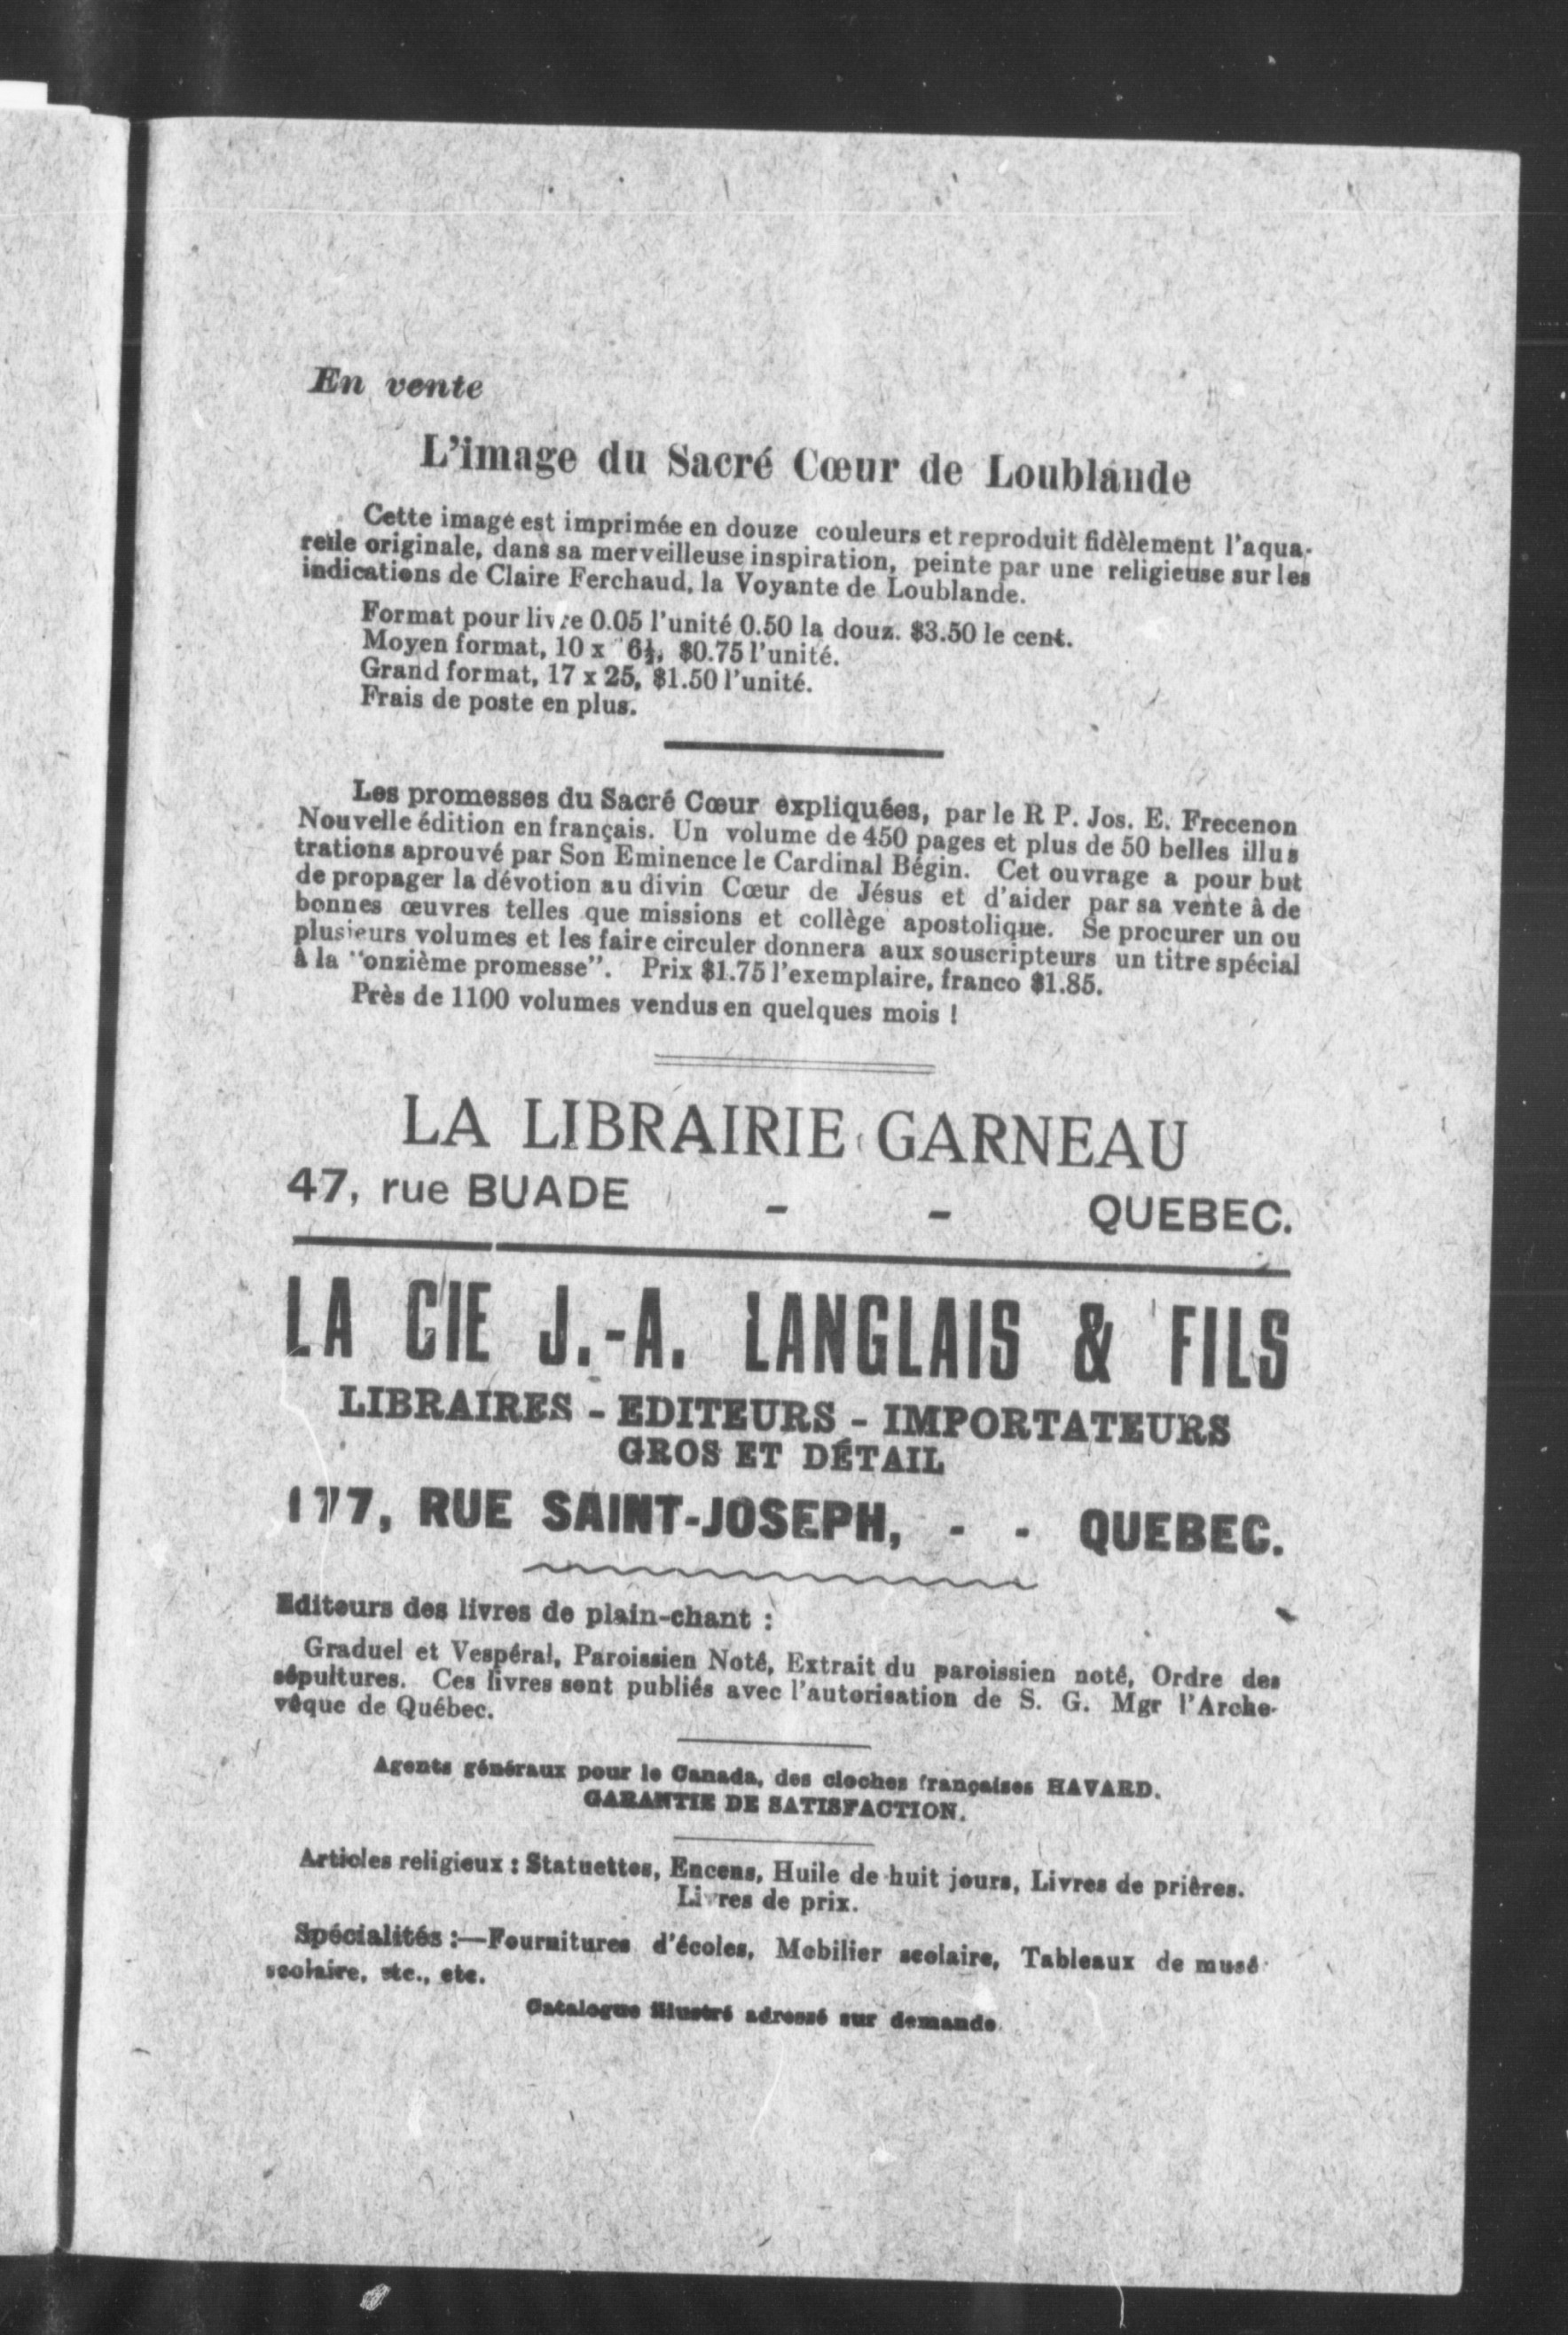 En vente
L'image du Sacré Cœur de Loublande
Cette image est imprimée en douze couleurs et reproduit fidèlement l'aqua-
relle originale, dans sa merveilleuse inspiration, peinte par une religieuse sur les
indications de Claire Ferchaud, la Voyante de Loublande.
Format pour livre 0.05 l'unité 0.50 la douz. $3.50 le cent.
Moyen format, 10 x 6½, $0.75 l'unité.
Grand format, 17 x 25, $1.50 l'unité.
Frais de poste en plus.
Les promesses du Sacré Cœur expliquées, par le R P. Jos. E. Frecenon
Nouvelle édition en français. Un volume de 450 pages et plus de 50 belles illus
trations aprouvé par Son Eminence le Cardinal Bégin. Cet ouvrage a pour but
de propager la dévotion au divin Cœur de Jésus et d'aider par sa vente à de
bonnes œuvres telles que missions et collège apostolique. Se procurer un ou
plusieurs volumes et les faire circuler donnera aux souscripteurs un titre spécial
à la "onzième promesse". Prix $1.75 l'exemplaire, franco $1.85.
Près de 1100 volumes vendus en quelques mois !
LA LIBRAIRIE GARNEAU
47, rue BUADE - - QUEBEC.
LA CIE J.-A. LANGLAIS & FILS
LIBRAIRES - EDITEURS - IMPORTATEURS
GROS ET DÉTAIL
177, RUE SAINT-JOSEPH, - - QUEBEC.
Editeurs des livres de plain-chant :
Graduel et Vespéral, Paroissien Noté, Extrait du paroissien noté, Ordre des
sépultures. Ces livres sont publiés avec l'autorisation de S. G. Mgr l'Arche-
vêque de Québec.
Agents généraux pour le Canada, des cloches françaises HAVARD.
GARANTIE DE SATISFACTION.
Articles religieux : Statuettes, Encens, Huile de huit jours, Livres de prières.
Livres de prix.
Spécialités :—Fournitures d'écoles, Mobilier scolaire, Tableaux de musé
scolaire, etc., etc.
Catalogue illustré adressé sur demande.